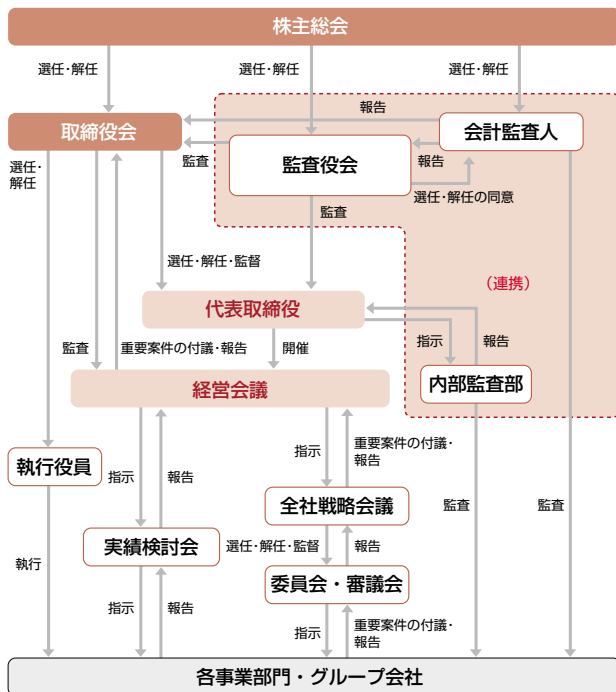 株主総会
選任・解任
選任・解任
選任・解任
報告
取締役会
会計監査人
監査
監査役会
報告
選任・
解任
選任・解任の同意
監査
選任・解任・監督
（連携）
代表取締役
指示
報告
監査
重要案件の付議・報告
開催
経営会議
内部監査部
執行役員
指示
報告
指示
重要案件の付議・
報告
全社戦略会議
監査
監査
実績検討会
選任・解任・監督
報告
執行
委員会・審議会
指示
報告
指示
重要案件の付議・
報告
各事業部門・グループ会社